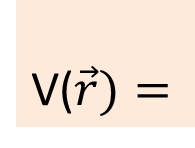 V(r⃗) =